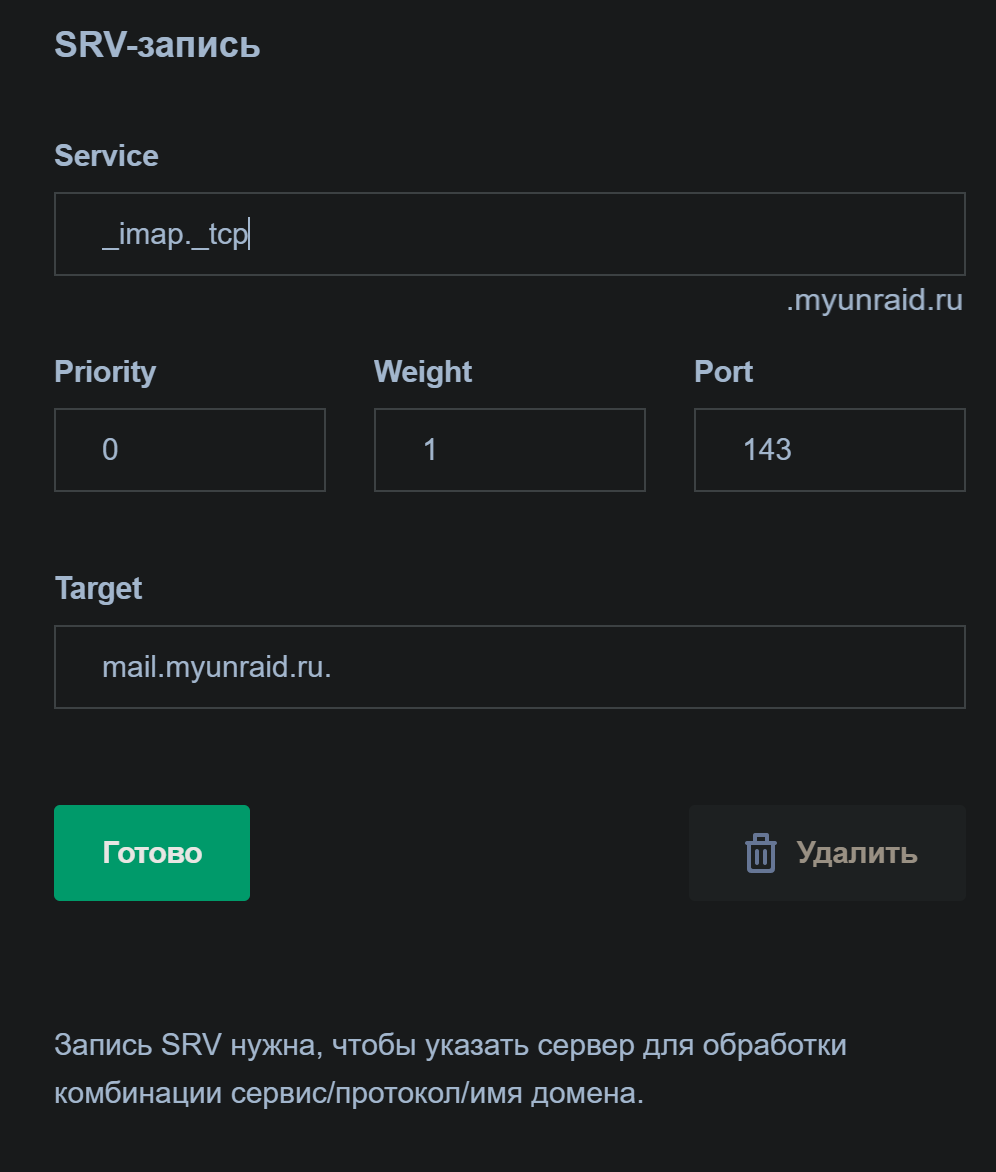 SRV-запись
Service
_imap._tcp
.myunraid.ru
Priority Weight Port
0 1 143
Target
mail.myunraid.ru.
Готово Удалить
Запись SRV нужна, чтобы указать сервер для обработки
комбинации сервис/протокол/имя домена.